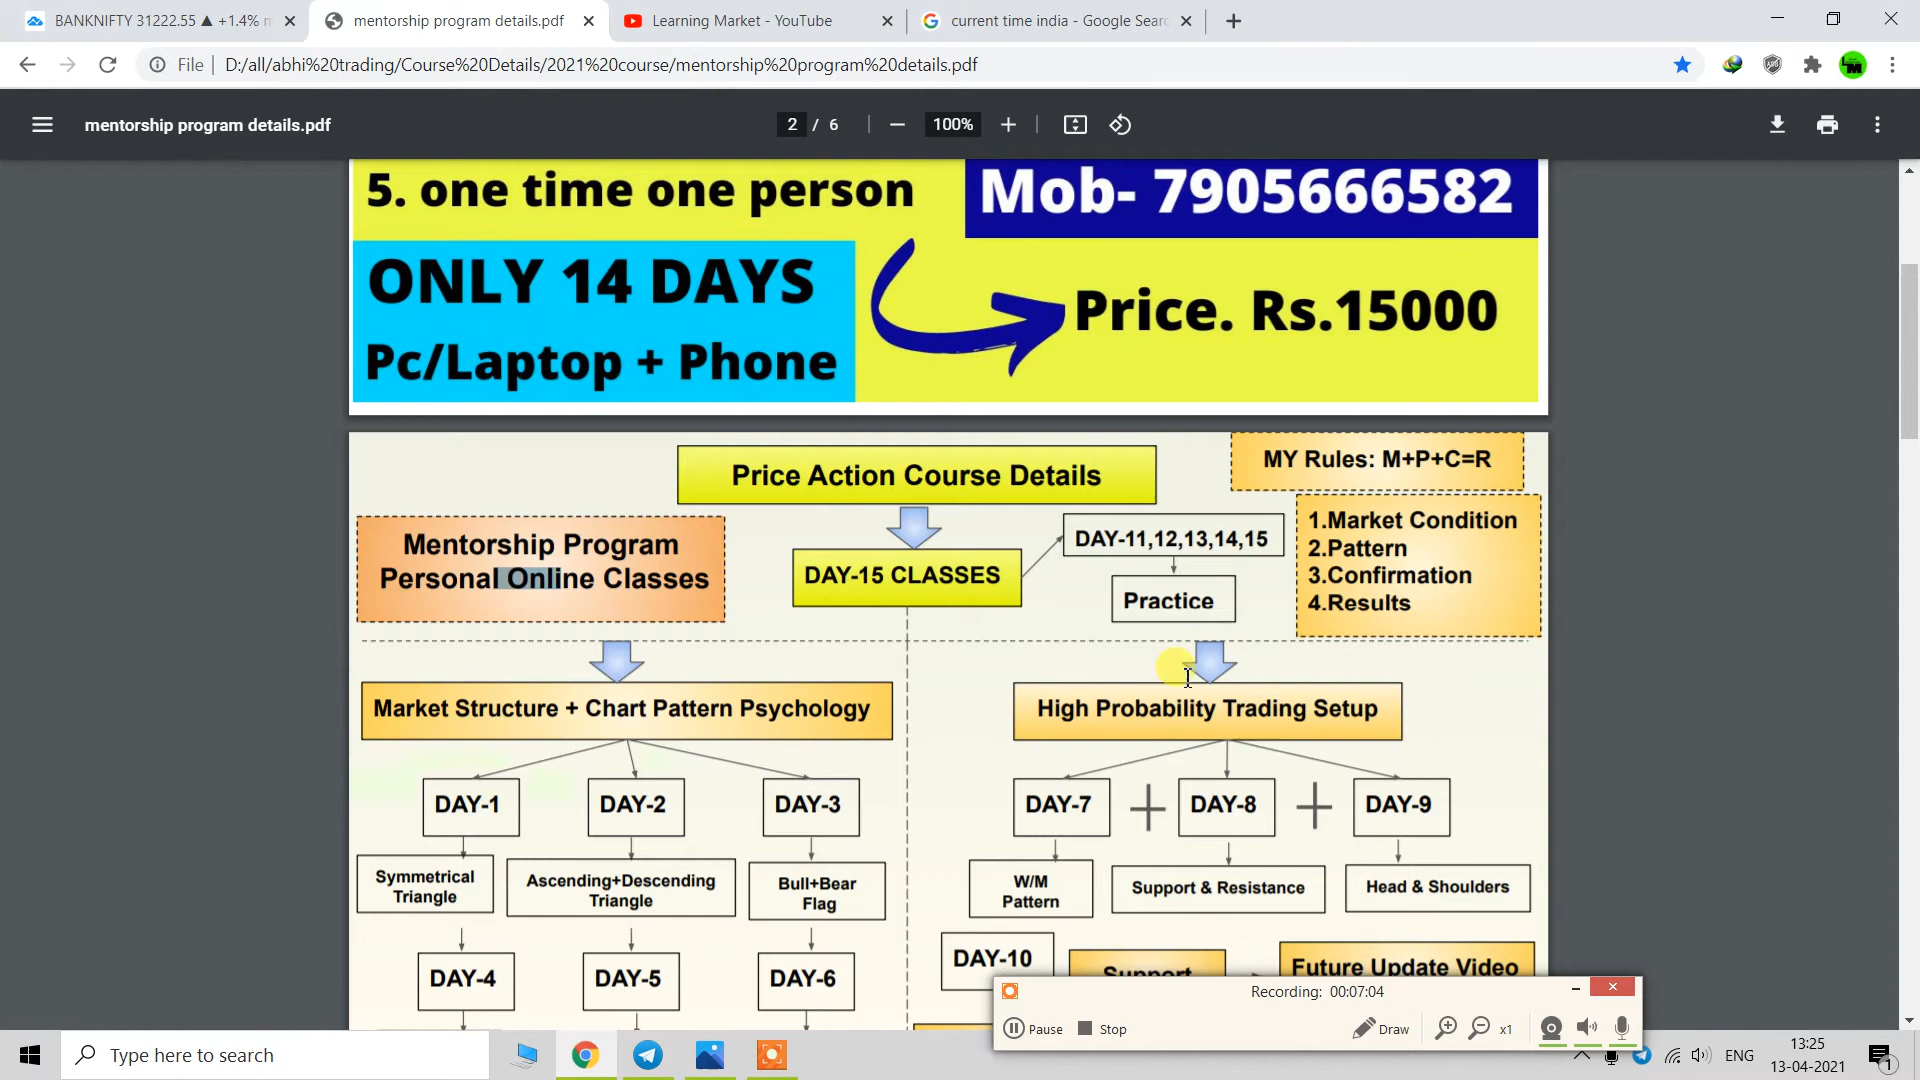 BANKNIFTY 31222.55 ▲ +1.4%
mentorship program details.pdf
Learning Market - YouTube
current time india - Google Sear
File
D:/all/abhi%20trading/Course%20Details/2021%20course/mentorship%20program%20details.pdf
mentorship program details.pdf
2 / 6
100%
5. one time one person
Mob- 7905666582
ONLY 14 DAYS
Pc/Laptop + Phone
Price. Rs.15000
Price Action Course Details
MY Rules: M+P+C=R
Mentorship Program
Personal Online Classes
DAY-15 CLASSES
DAY-11,12,13,14,15
Practice
1.Market Condition
2.Pattern
3.Confirmation
4.Results
Market Structure + Chart Pattern Psychology
High Probability Trading Setup
DAY-1
DAY-2
DAY-3
DAY-7
DAY-8
DAY-9
Symmetrical
Triangle
Ascending+Descending
Triangle
Bull+Bear
Flag
W/M
Pattern
Support & Resistance
Head & Shoulders
DAY-4
DAY-5
DAY-6
DAY-10
Support
Future Update Video
Recording: 00:07:04
Pause
Stop
Draw
x1
Type here to search
ENG
13:25
13-04-2021
1